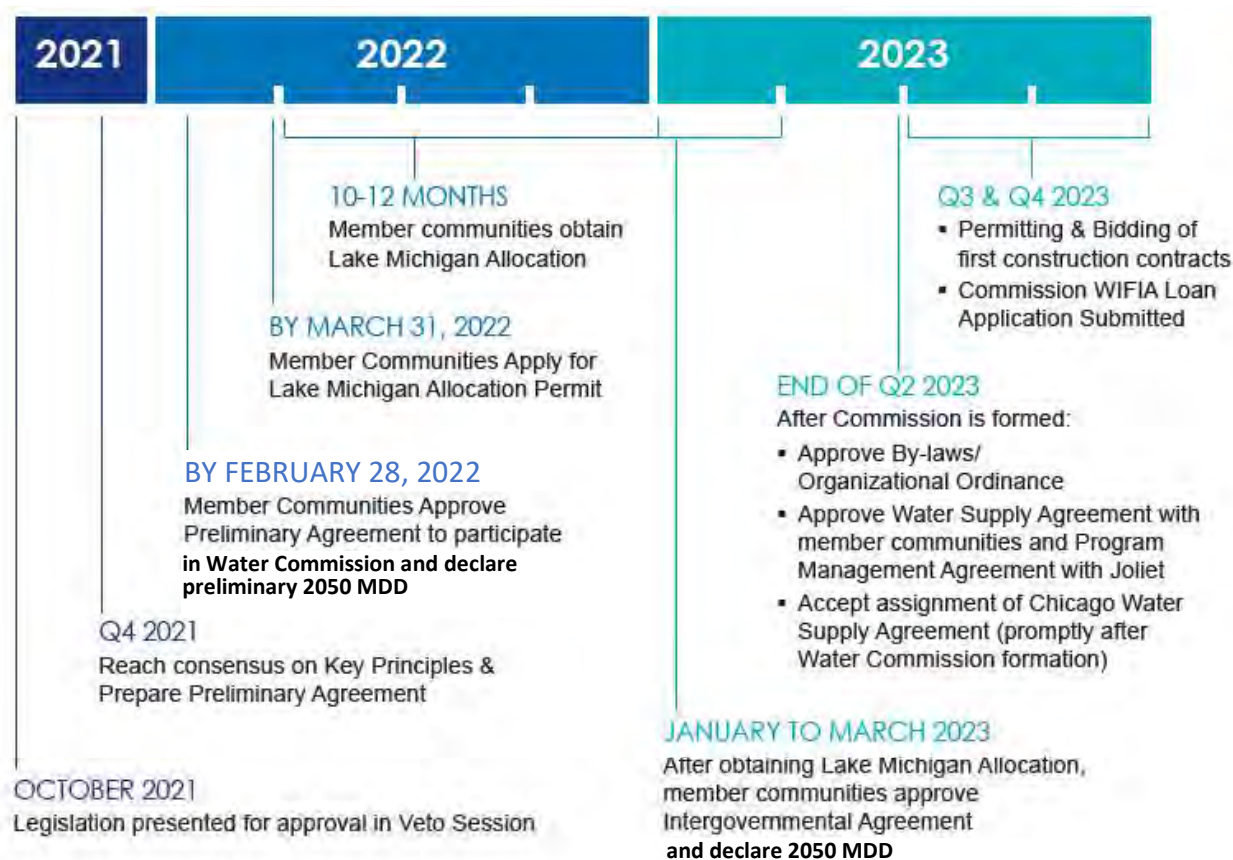 2021
2022
2023
10-12 MONTHS
Member communities obtain
Lake Michigan Allocation
Q3 & Q4 2023
▪ Permitting & Bidding of
first construction contracts
▪ Commission WIFIA Loan
Application Submitted
BY MARCH 31, 2022
Member Communities Apply for
Lake Michigan Allocation Permit
END OF Q2 2023
After Commission is formed:
▪ Approve By-laws/
Organizational Ordinance
▪ Approve Water Supply Agreement with
member communities and Program
Management Agreement with Joliet
▪ Accept assignment of Chicago Water
Supply Agreement (promptly after
Water Commission formation)
BY FEBRUARY 28, 2022
Member Communities Approve
Preliminary Agreement to participate
in Water Commission and declare
preliminary 2050 MDD
Q4 2021
Reach consensus on Key Principles &
Prepare Preliminary Agreement
JANUARY TO MARCH 2023
After obtaining Lake Michigan Allocation,
member communities approve
Intergovernmental Agreement
and declare 2050 MDD
OCTOBER 2021
Legislation presented for approval in Veto Session